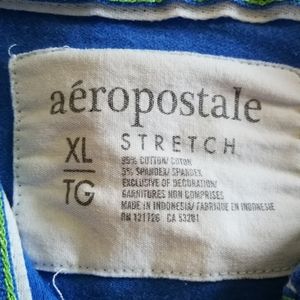 aéropostale
XL
TG
STRETCH
95% COTTON/ COTON
5% SPANDEX/ SPANDEX
EXCLUSIVE OF DECORATION/
GARNITURES NON COMPRISES
MADE IN INDONESIA/ FABRIQUE EN INDONESIE
RN 121126 CA 53281